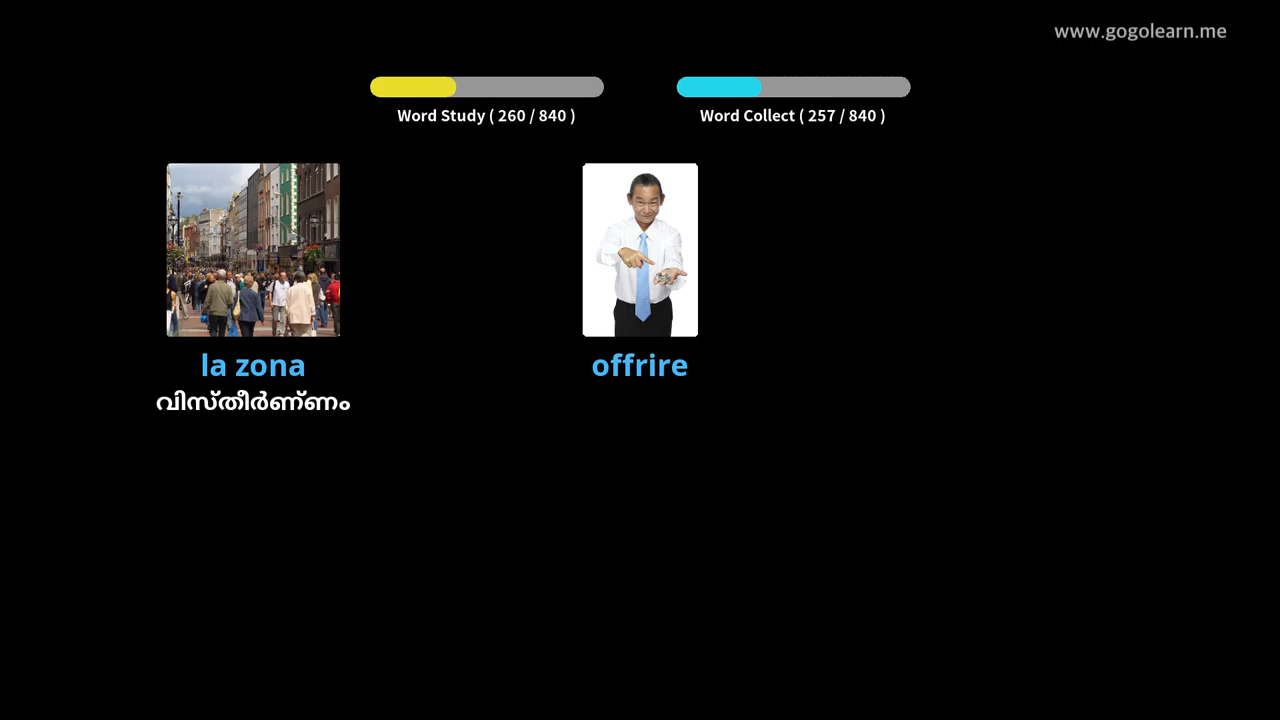 www.gogolearn.me
Word Study ( 260 / 840 )
Word Collect ( 257 / 840 )
la zona
വിസ്തീർണ്ണം
offrire